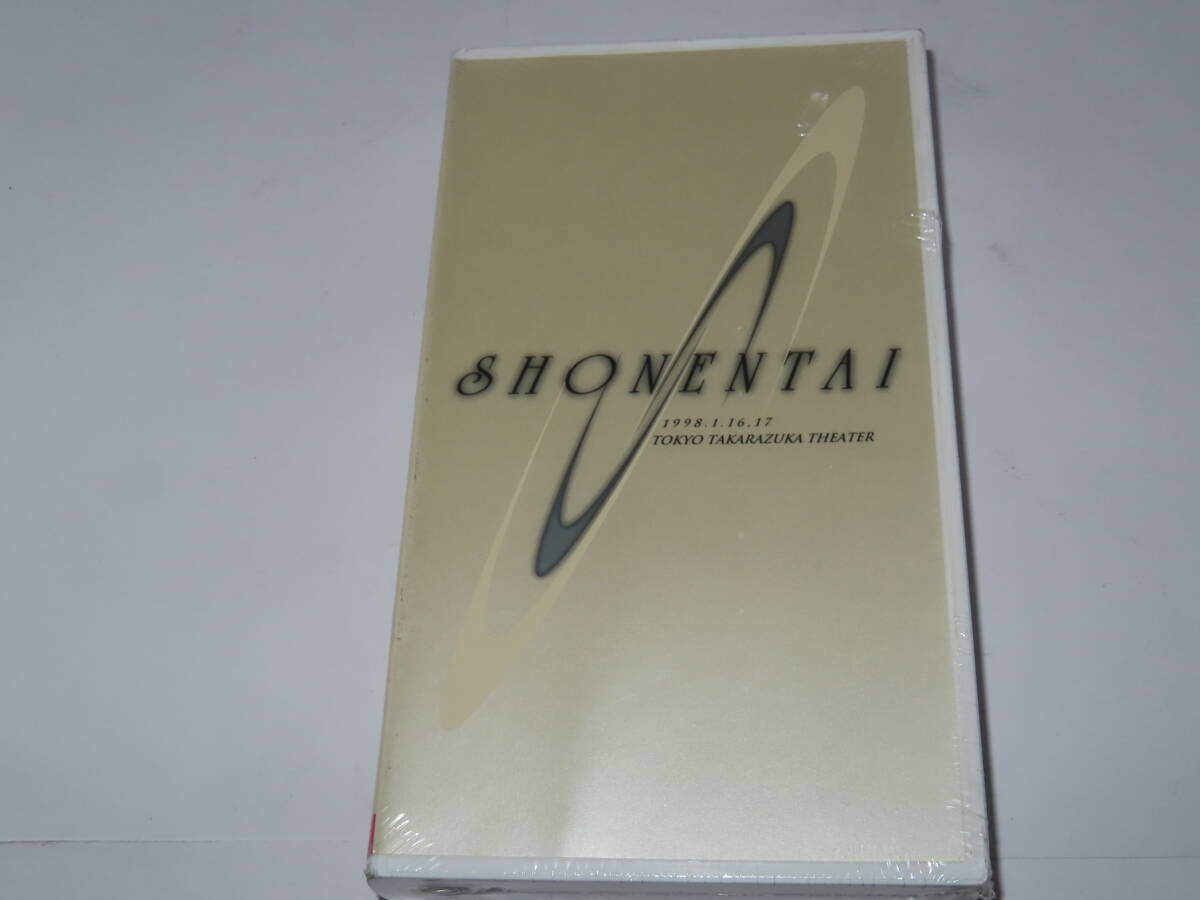 SHONENTAI
1998.1.16,17
TOKYO TAKARAZUKA THEATER